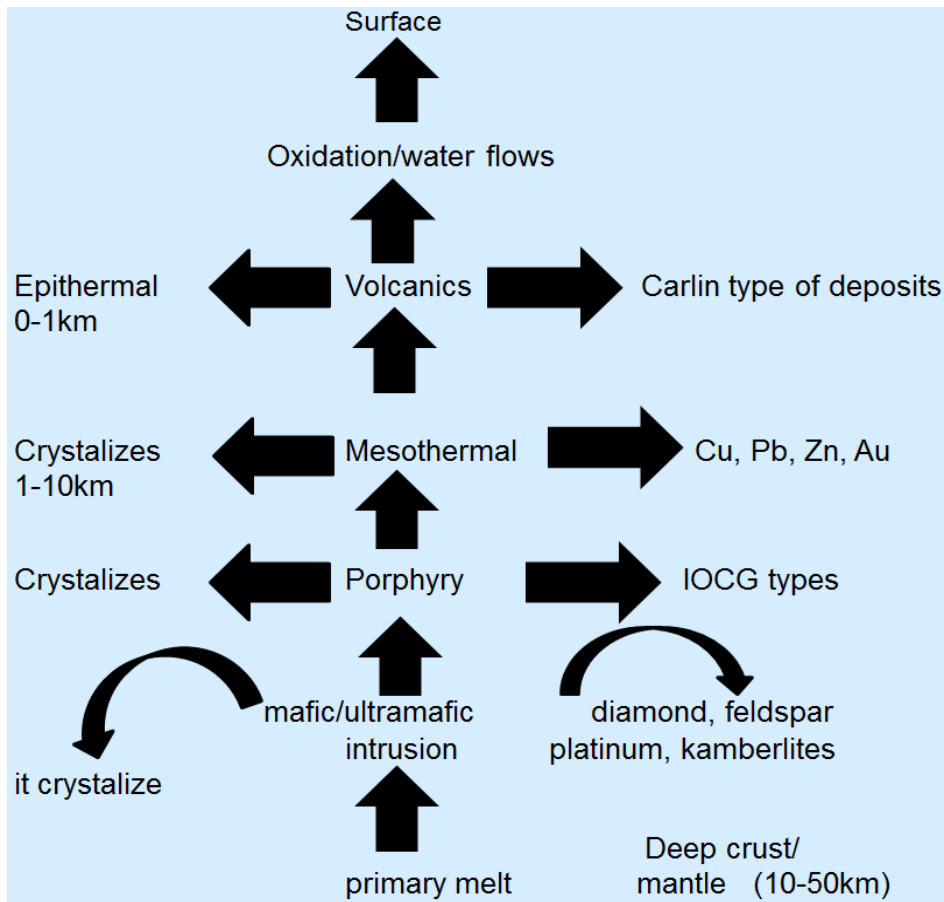 Surface
Oxidation/water flows
Epithermal
0-1km
Volcanics
Carlin type of deposits
Crystalizes
1-10km
Mesothermal
Cu, Pb, Zn, Au
Crystalizes
Porphyry
IOCG types
mafic/ultramafic
intrusion
diamond, feldspar
platinum, kamberlites
it crystalize
primary melt
Deep crust/
mantle (10-50km)